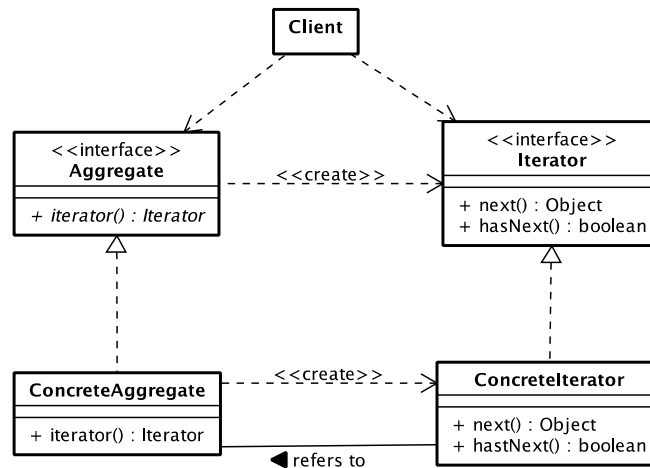 Client
<<interface>>
Aggregate
+ iterator() : Iterator
<<create>>
<<interface>>
Iterator
+ next() : Object
+ hasNext() : boolean
ConcreteAggregate
+ iterator() : Iterator
<<create>>
ConcreteIterator
+ next() : Object
+ hastNext() : boolean
refers to